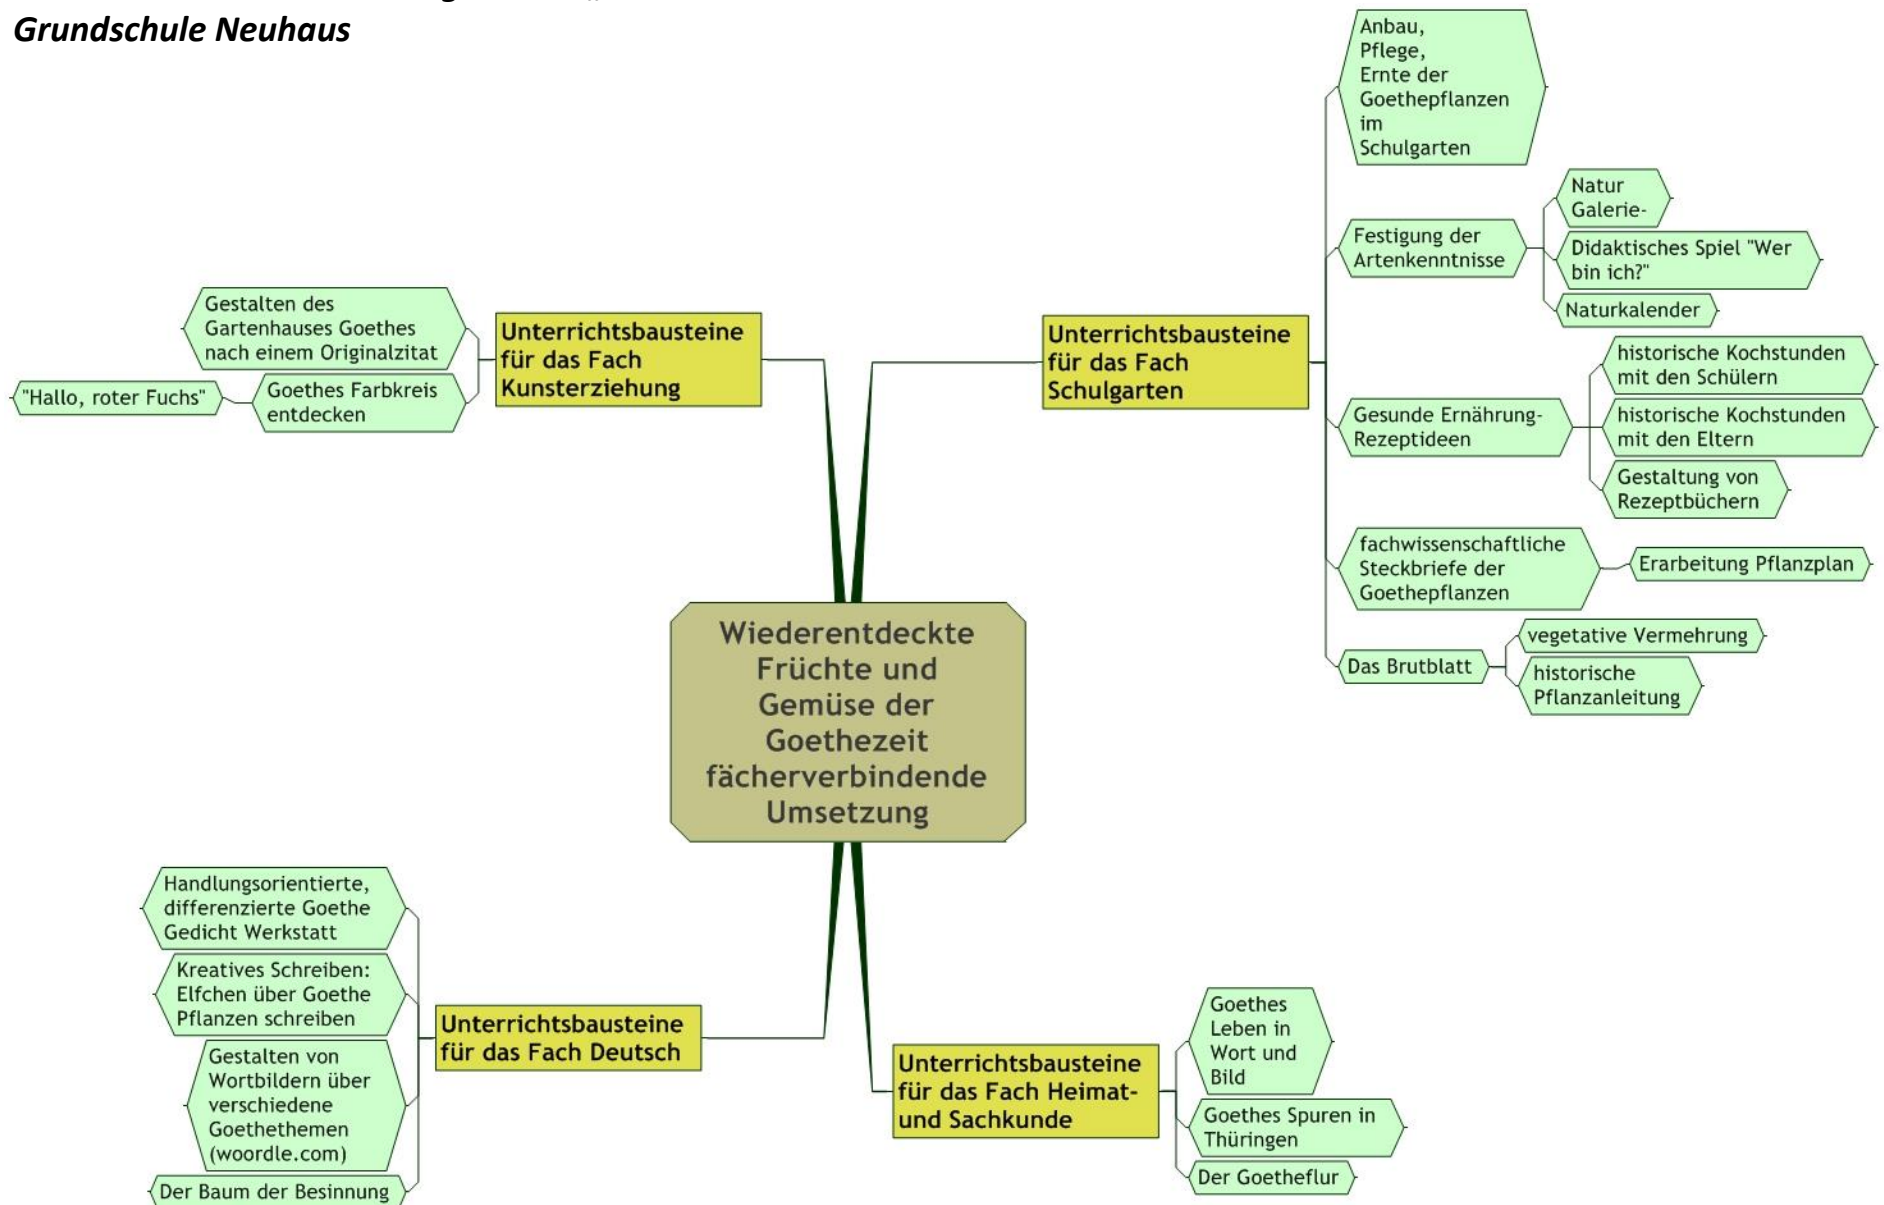 Grundschule Neuhaus
Anbau,
Pflege,
Ernte der
Goethepflanzen
im
Schulgarten
Natur
Galerie-
Festigung der
Artenkenntnisse
Didaktisches Spiel "Wer
bin ich?"
Naturkalender
Gestalten des
Gartenhauses Goethes
nach einem Originalzitat
"Hallo, roter Fuchs"
Goethes Farbkreis
entdecken
Unterrichtsbausteine
für das Fach
Kunsterziehung
Unterrichtsbausteine
für das Fach
Schulgarten
historische Kochstunden
mit den Schülern
Gesunde Ernährung-
Rezeptideen
historische Kochstunden
mit den Eltern
Gestaltung von
Rezeptbüchern
fachwissenschaftliche
Steckbriefe der
Goethepflanzen
Erarbeitung Pflanzplan
Das Brutblatt
vegetative Vermehrung
historische
Pflanzanleitung
Wiederentdeckte
Früchte und
Gemüse der
Goethezeit
fächerverbindende
Umsetzung
Handlungsorientierte,
differenzierte Goethe
Gedicht Werkstatt
Kreatives Schreiben:
Elfchen über Goethe
Pflanzen schreiben
Gestalten von
Wortbildern über
verschiedene
Goethethemen
(woordle.com)
Der Baum der Besinnung
Unterrichtsbausteine
für das Fach Deutsch
Unterrichtsbausteine
für das Fach Heimat-
und Sachkunde
Goethes
Leben in
Wort und
Bild
Goethes Spuren in
Thüringen
Der Goetheflur